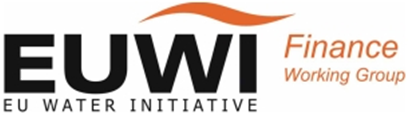 EUWI
EU WATER INITIATIVE
Finance
Working Group